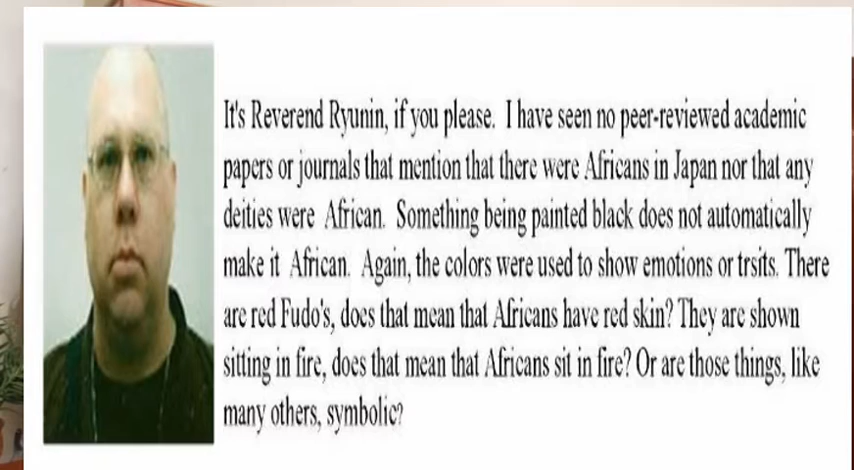 It's Reverend Ryunin, if you please. I have seen no peer-reviewed academic
papers or journals that mention that there were Africans in Japan nor that any
deities were African. Something being painted black does not automatically
make it African. Again, the colors were used to show emotions or trsits. There
are red Fudo's, does that mean that Africans have red skin? They are shown
sitting in fire, does that mean that Africans sit in fire? Or are those things, like
many others, symbolic?